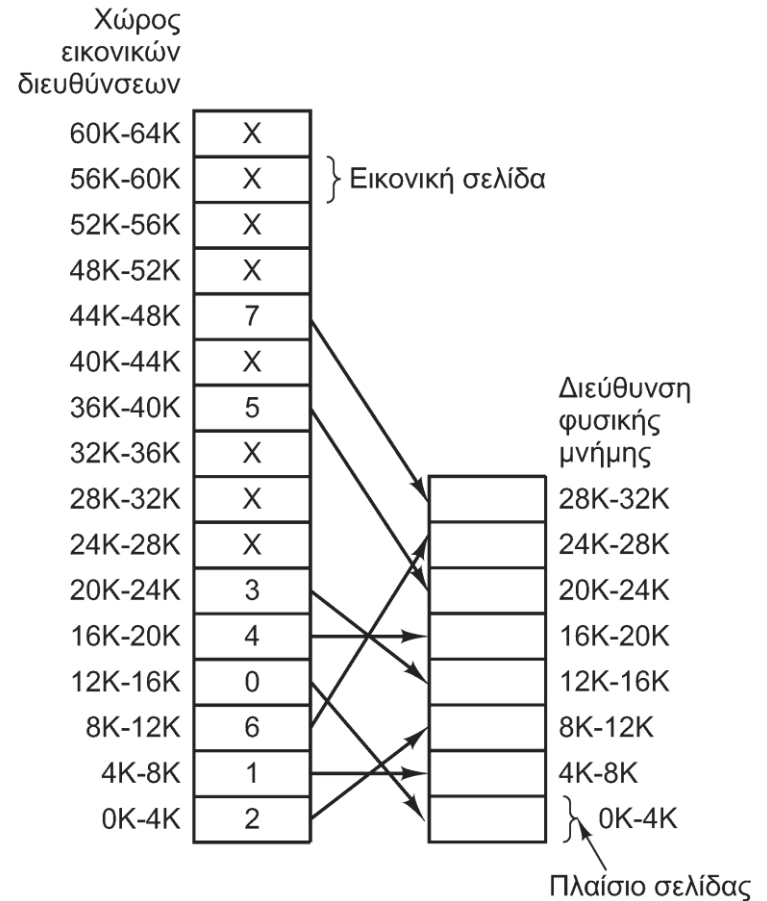 Χώρος
εικονικών
διευθύνσεων
60K-64K X
56K-60K X Εικονική σελίδα
52K-56K X
48K-52K X
44K-48K 7
40K-44K X
36K-40K 5
32K-36K X
28K-32K X
24K-28K X
20K-24K 3
16K-20K 4
12K-16K 0
8K-12K 6
4K-8K 1
0K-4K 2
Διεύθυνση
φυσικής
μνήμης
28K-32K
24K-28K
20K-24K
16K-20K
12K-16K
8K-12K
4K-8K
0K-4K
Πλαίσιο σελίδας